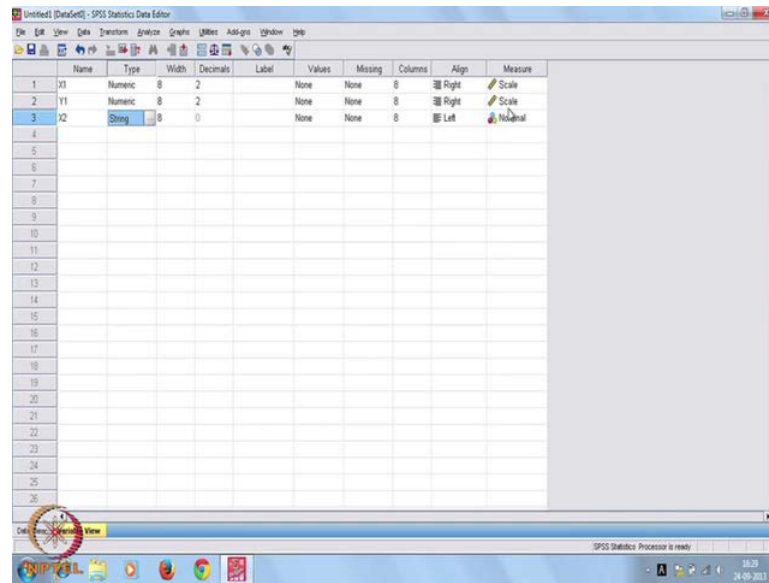 Untitled1 [DataSet0] - SPSS Statistics Data Editor
File Edit View Data Transform Analyze Graphs Utilities Add-ons Window Help
Name Type Width Decimals Label Values Missing Columns Align Measure
1 X1 Numeric 8 2 None None 8 Right Scale
2 Y1 Numeric 8 2 None None 8 Right Scale
3 X2 String ... 8 0 None None 8 Left Nominal
4
5
6
7
8
9
10
11
12
13
14
15
16
17
18
19
20
21
22
23
24
25
26
Data View Variable View
SPSS Statistics Processor is ready
NPTEL
A
16:29
24-09-2013